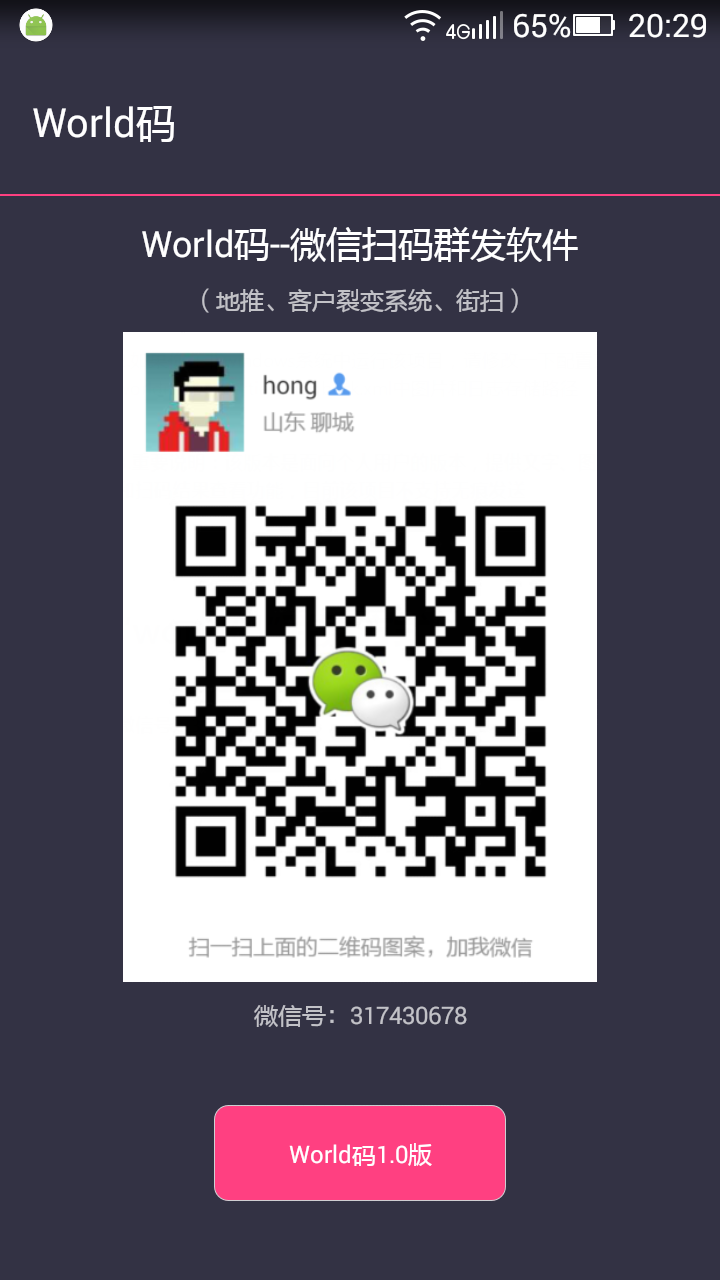 4G 65% 20:29
World码
World码--微信扫码群发软件
（地推、客户裂变系统、街扫）
hong
山东 聊城
扫一扫上面的二维码图案，加我微信
微信号：317430678
World码1.0版